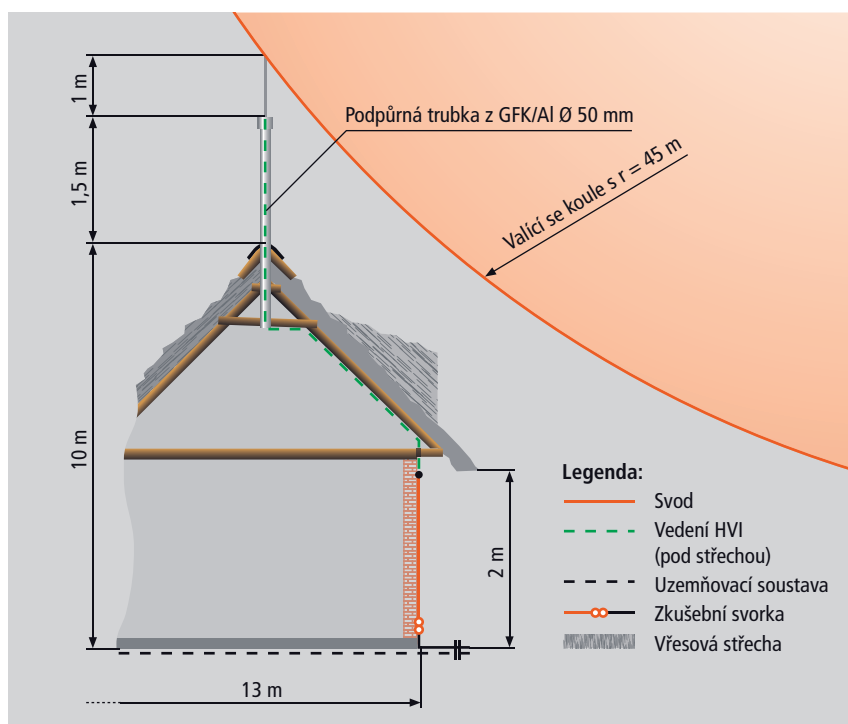 1 m
Podpůrná trubka z GFK/Al Ø 50 mm
1,5 m
Valící se koule s r = 45 m
10 m
2 m
13 m
Legenda:
Svod
Vedení HVI
(pod střechou)
Uzemňovací soustava
Zkušební svorka
Vřesová střecha